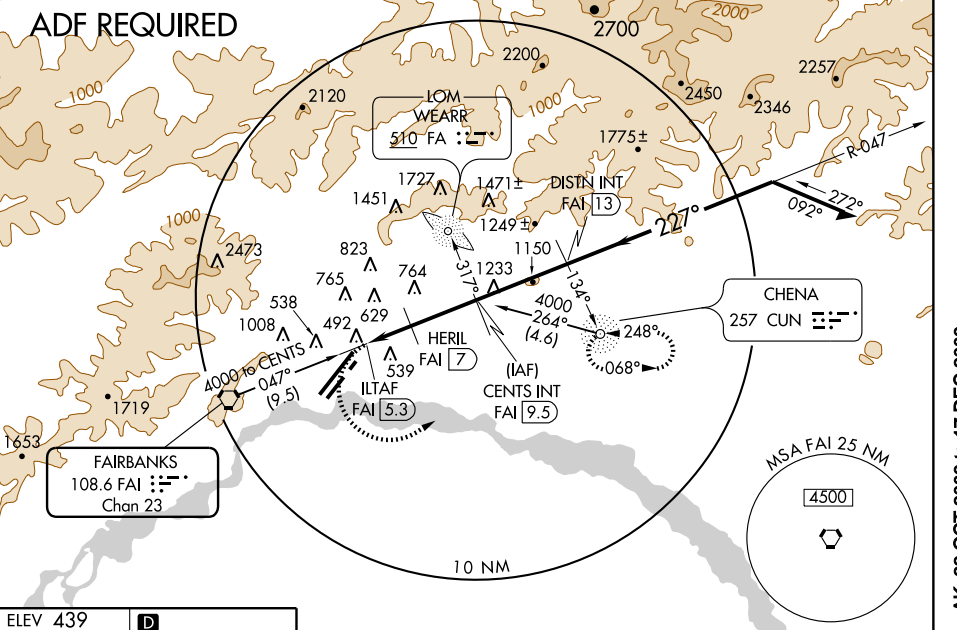 ADF REQUIRED
2700
2000
2200
2257
2450
2346
1000
2120
LOM
WEARR
510 FA
1000
1775±
R-047
1727
1471±
DISTN INT
FAI 13
272°
092°
1451
1249±
227°
1000
2473
823
1150
317°
1233
134°
765
764
4000
264°
(4.6)
CHENA
257 CUN
248°
068°
538
629
492
1008
HERIL
FAI 7
4000 to CENTS
047°
(9.5)
539
ILTAF
FAI 5.3
(IAF)
CENTS INT
FAI 9.5
1719
1653
FAIRBANKS
108.6 FAI
Chan 23
MSA FAI 25 NM
4500
10 NM
ELEV 439
D